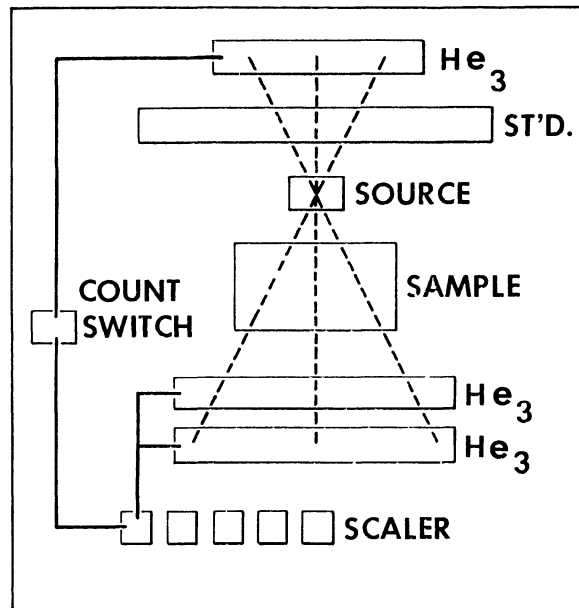 He3
ST'D.
SOURCE
SAMPLE
COUNT
SWITCH
He3
He3
SCALER